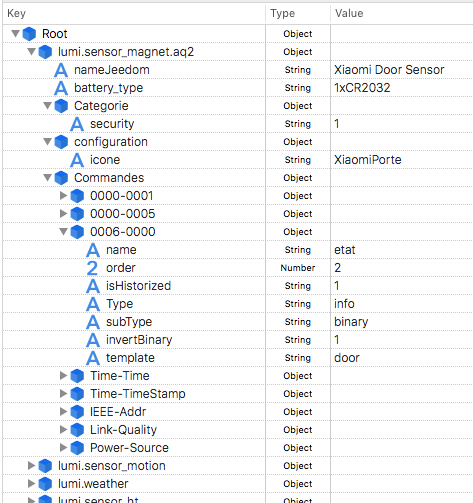 Key Type Value
Root Object
lumi.sensor_magnet.aq2 Object
nameJeedom String Xiaomi Door Sensor
battery_type String 1xCR2032
Categorie Object
security String 1
configuration Object
icone String XiaomiPorte
Commandes Object
0000-0001 Object
0000-0005 Object
0006-0000 Object
name String etat
order Number 2
isHistorized String 1
Type String info
subType String binary
invertBinary String 1
template String door
Time-Time Object
Time-TimeStamp Object
IEEE-Addr Object
Link-Quality Object
Power-Source Object
lumi.sensor_motion Object
lumi.weather Object
lumi.sensor_ht Object